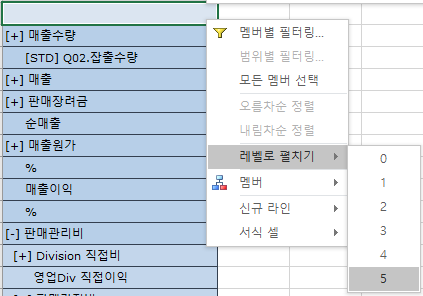 [+] 매출수량
[STD] Q02.잡출수량
[+] 매출
[+] 판매장려금
순매출
[+] 매출원가
%
매출이익
%
[-] 판매관리비
[+] Division 직접비
영업Div 직접이익
멤버별 필터링...
범위별 필터링...
모든 멤버 선택
오름차순 정렬
내림차순 정렬
레벨로 펼치기
멤버
신규 라인
서식 셀
0
1
2
3
4
5